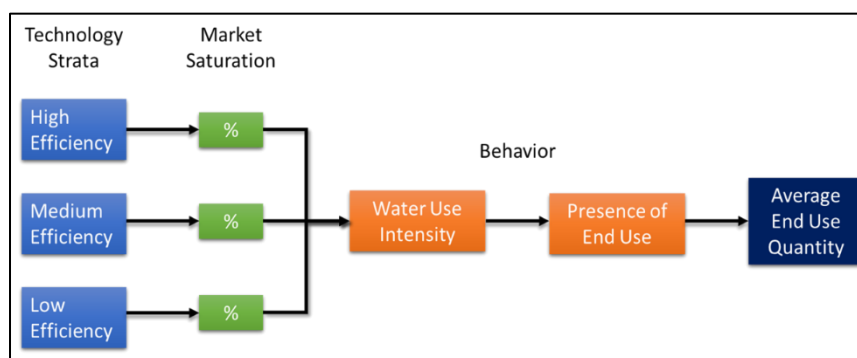 Technology
Strata
Market
Saturation
High
Efficiency
%
Behavior
Medium
Efficiency
%
Water Use
Intensity
Presence of
End Use
Average
End Use
Quantity
Low
Efficiency
%